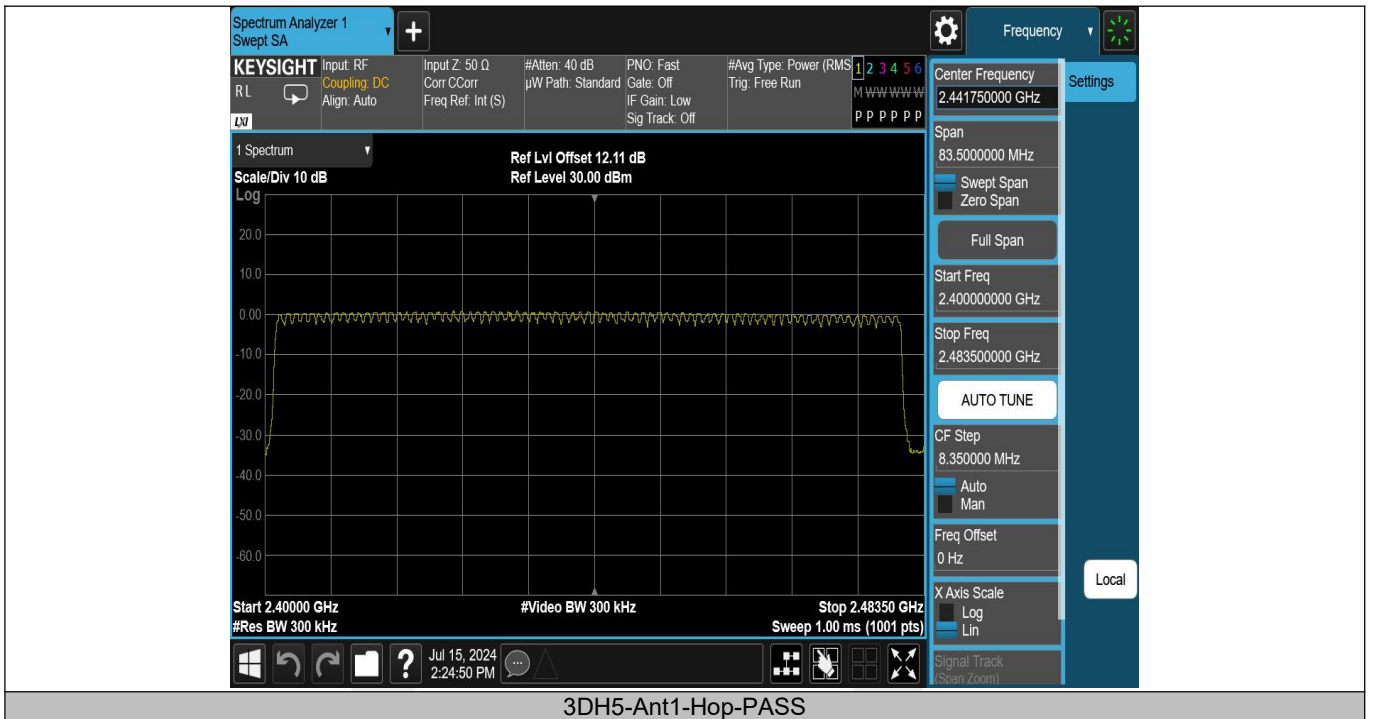 Spectrum Analyzer 1
Swept SA
+
Frequency
KEYSIGHT
RL
LXI
Input: RF
Coupling: DC
Align: Auto
Input Z: 50 Ω
Corr CCorr
Freq Ref: Int (S)
#Atten: 40 dB
µW Path: Standard
PNO: Fast
Gate: Off
IF Gain: Low
Sig Track: Off
#Avg Type: Power (RMS
Trig: Free Run
1 2 3 4 5 6
M W W W W W
P P P P P P
1 Spectrum
Scale/Div 10 dB
Ref Lvl Offset 12.11 dB
Ref Level 30.00 dBm
Log
20.0
10.0
0.00
-10.0
-20.0
-30.0
-40.0
-50.0
-60.0
Start 2.40000 GHz
#Res BW 300 kHz
#Video BW 300 kHz
Stop 2.48350 GHz
Sweep 1.00 ms (1001 pts)
Center Frequency
2.441750000 GHz
Settings
Span
83.5000000 MHz
Swept Span
Zero Span
Full Span
Start Freq
2.400000000 GHz
Stop Freq
2.483500000 GHz
AUTO TUNE
CF Step
8.350000 MHz
Auto
Man
Freq Offset
0 Hz
X Axis Scale
Log
Lin
Local
Signal Track
(Span Zoom)
?
Jul 15, 2024
2:24:50 PM
3DH5-Ant1-Hop-PASS